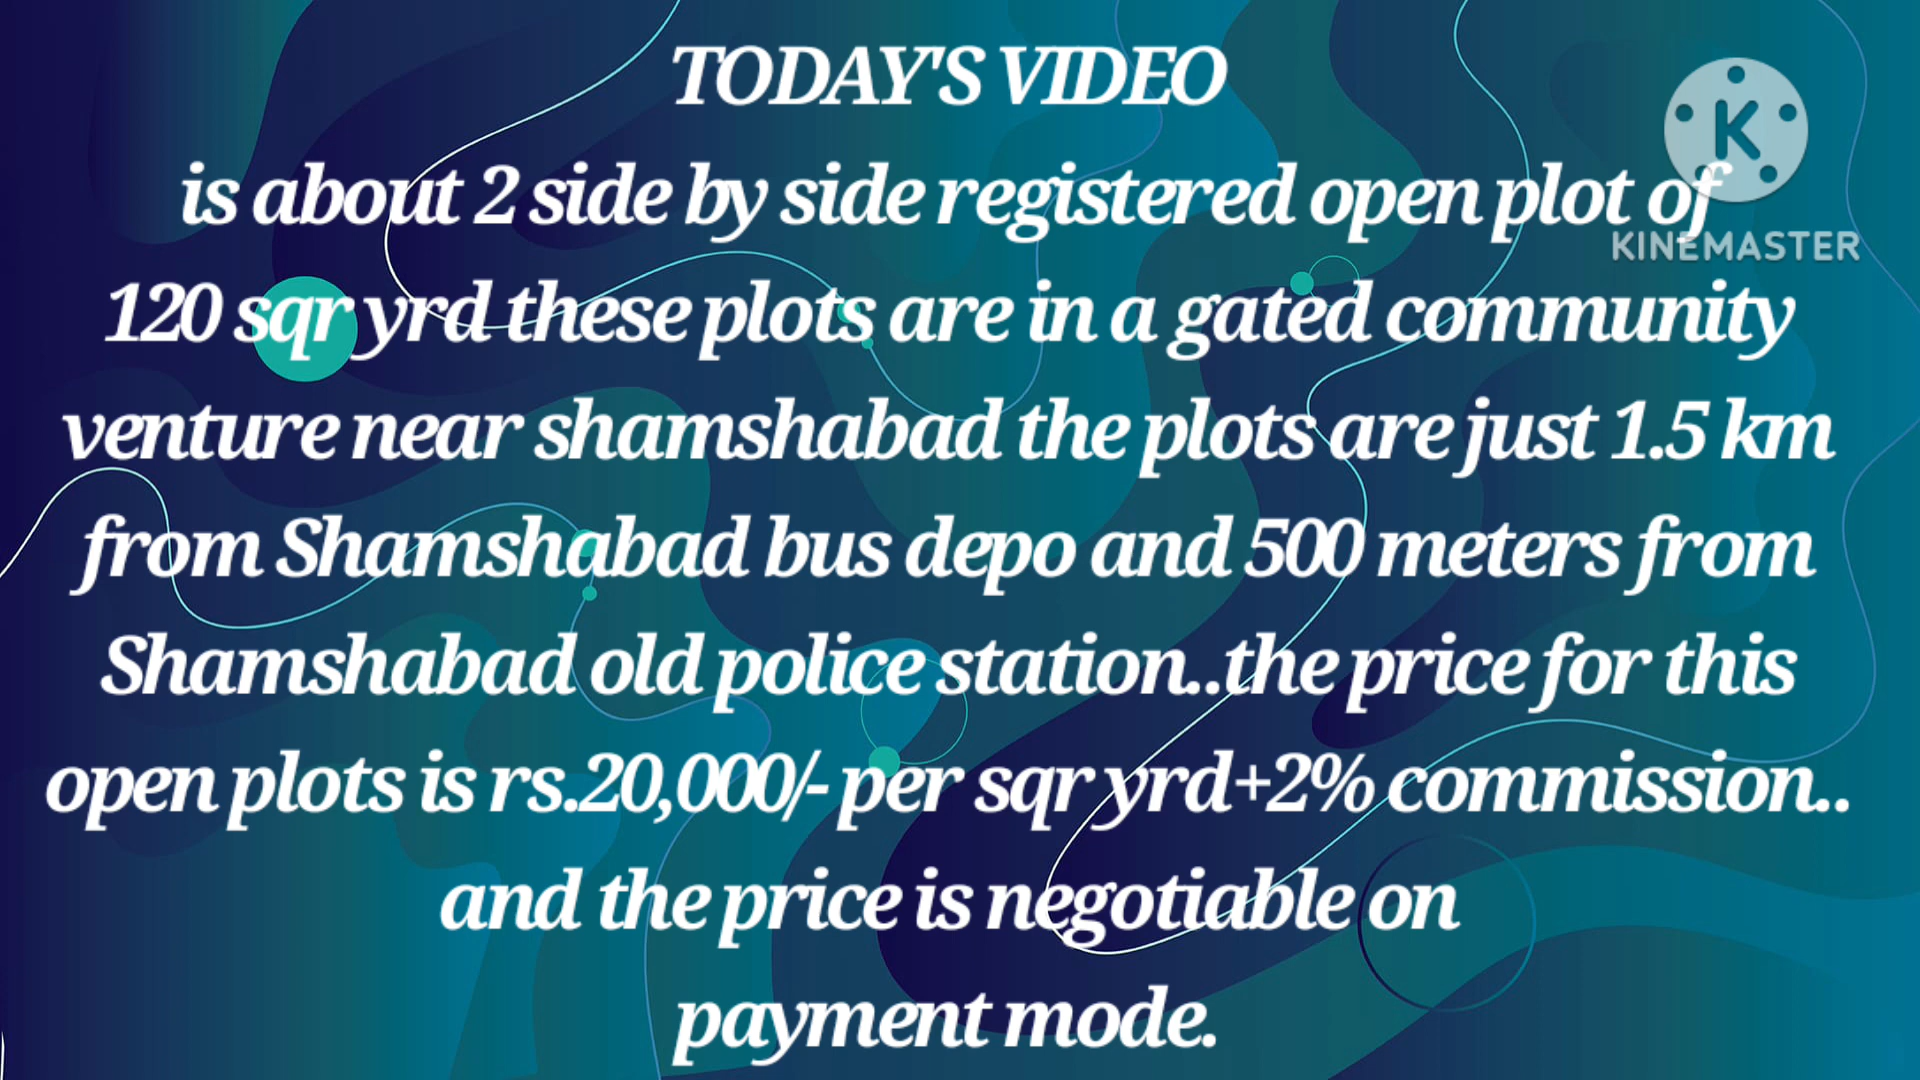 TODAY'S VIDEO
is about 2 side by side registered open plot of
KINEMASTER
120 sqr yrd these plots are in a gated community
venture near shamshabad the plots are just 1.5 km
from Shamshabad bus depo and 500 meters from
Shamshabad old police station..the price for this
open plots is rs.20,000/- per sqr yrd+2% commission..
and the price is negotiable on
payment mode.